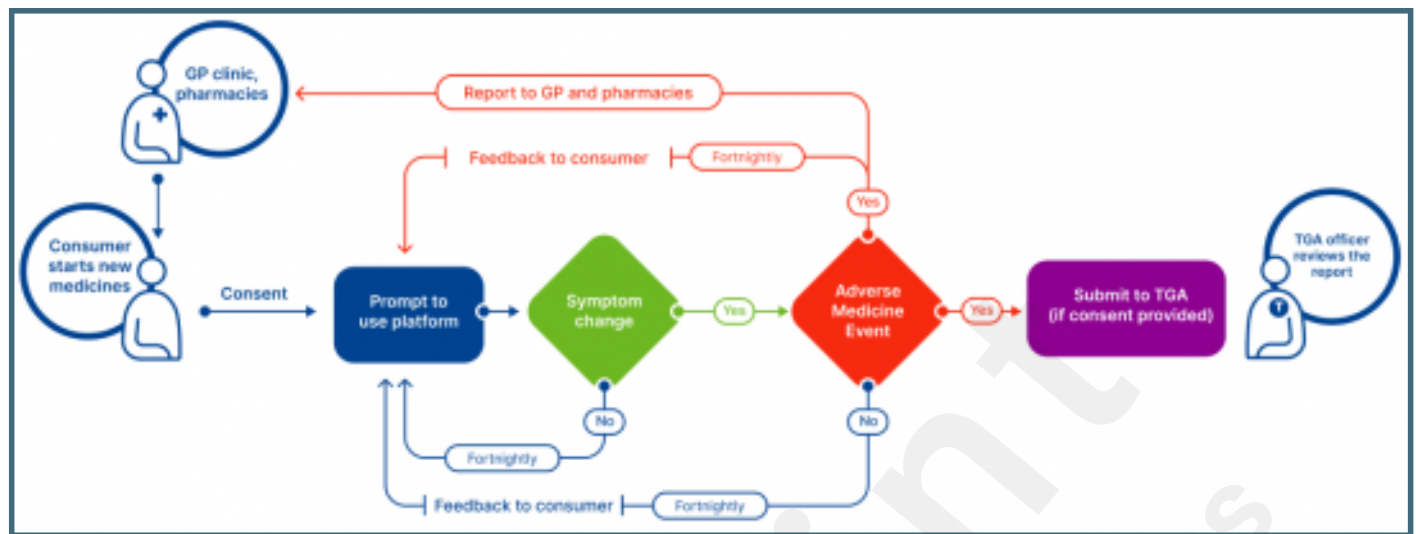 GP clinic,
pharmacies
Report to GP and pharmacies
Feedback to consumer
Fortnightly
Yes
Consumer
starts new
medicines
Consent
Prompt to
use platform
Symptom
change
Yes
Adverse
Medicine
Event
Yes
Submit to TGA
(if consent provided)
TGA officer
reviews the
report
T
No
No
Fortnightly
Feedback to consumer
Fortnightly
int
s